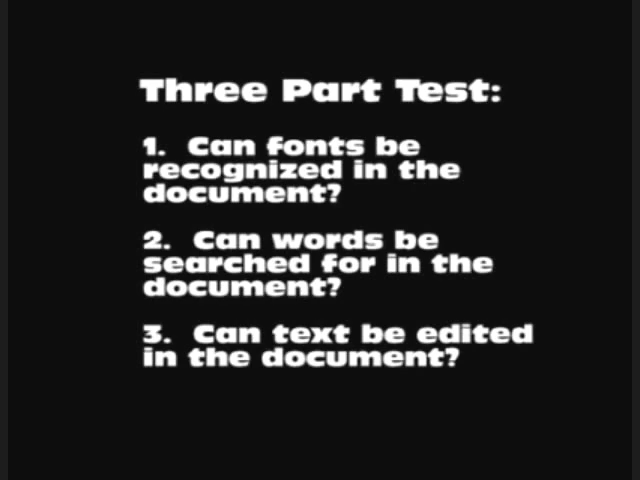 Three Part Test:
1. Can fonts be
recognized in the
document?
2. Can words be
searched for in the
document?
3. Can text be edited
in the document?